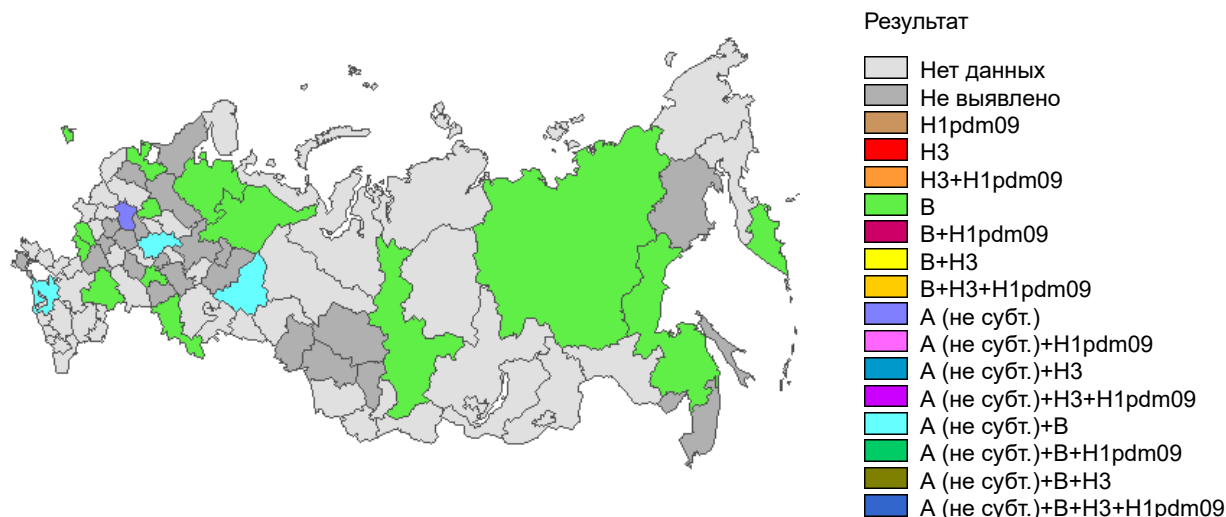 Результат
Нет данных
Не выявлено
H1pdm09
H3
H3+H1pdm09
B
B+H1pdm09
B+H3
B+H3+H1pdm09
А (не субт.)
А (не субт.)+H1pdm09
А (не субт.)+H3
А (не субт.)+H3+H1pdm09
А (не субт.)+B
А (не субт.)+B+H1pdm09
А (не субт.)+B+H3
А (не субт.)+B+H3+H1pdm09